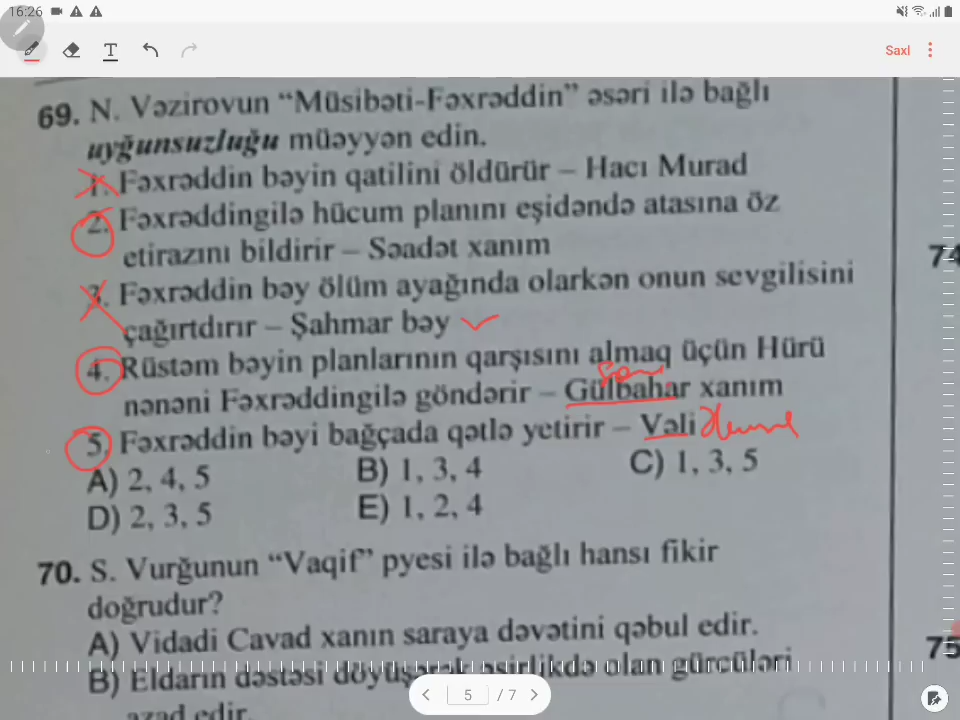 16:26
T
Saxl
69. N. Vəzirovun “Müsibəti-Fəxrəddin” əsəri ilə bağlı
uyğunsuzluğu müəyyən edin.
1. Fəxrəddin bəyin qatilini öldürür – Hacı Murad
2. Fəxrəddingilə hücum planını eşidəndə atasına öz
etirazını bildirir – Səadət xanım
3. Fəxrəddin bəy ölüm ayağında olarkən onun sevgilisini
çağırtdırır – Şahmar bəy
4. Rüstəm bəyin planlarının qarşısını almaq üçün Hürü
nənəni Fəxrəddingilə göndərir – Gülbahar xanım
5. Fəxrəddin bəyi bağçada qətlə yetirir – Vəli
A) 2, 4, 5 B) 1, 3, 4 C) 1, 3, 5
D) 2, 3, 5 E) 1, 2, 4
70. S. Vurğunun “Vaqif” pyesi ilə bağlı hansı fikir
doğrudur?
A) Vidadi Cavad xanın saraya dəvətini qəbul edir.
B) Eldarın dəstəsi döyüşərək əsirlikdə olan gürcüləri
azad edir.
74
75
5 / 7